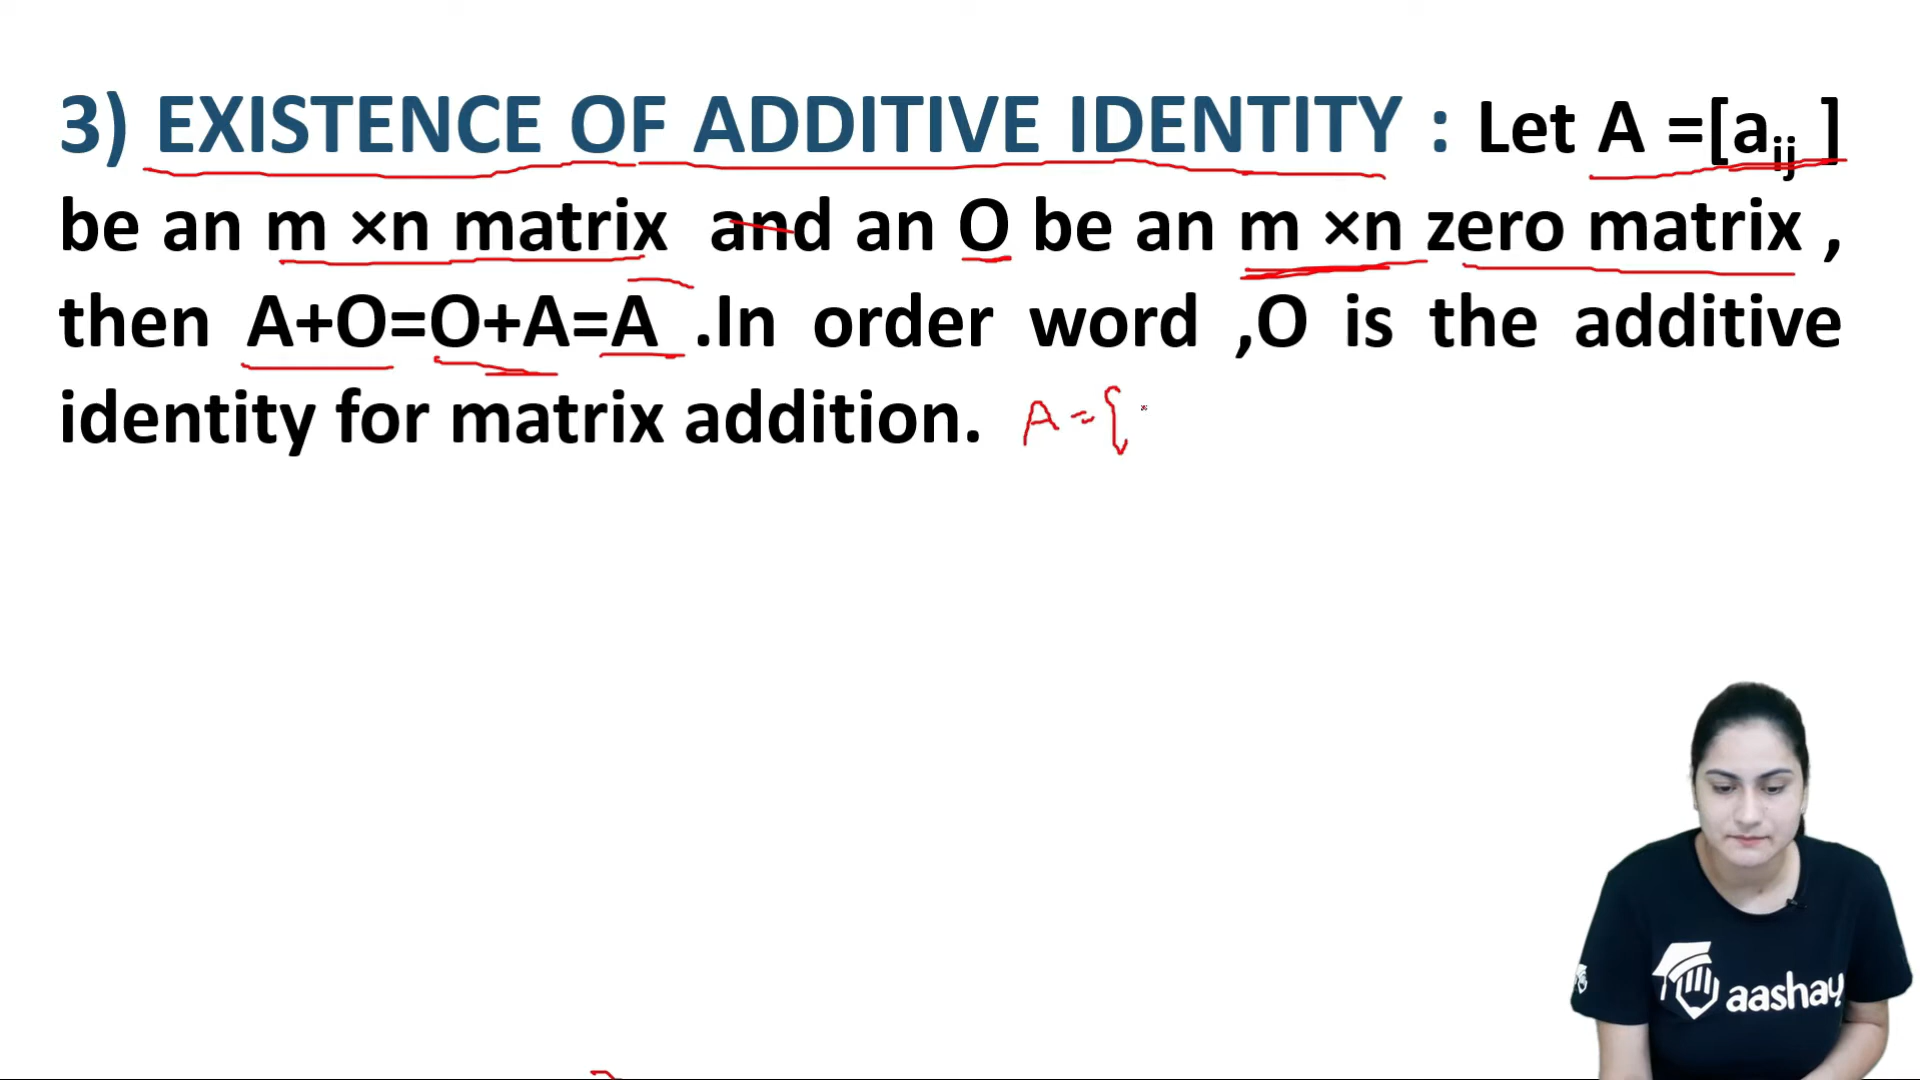 3) EXISTENCE OF ADDITIVE IDENTITY : Let A =[aij ]
be an m ×n matrix and an O be an m ×n zero matrix ,
then A+O=O+A=A .In order word ,O is the additive
identity for matrix addition. A = [
aashay